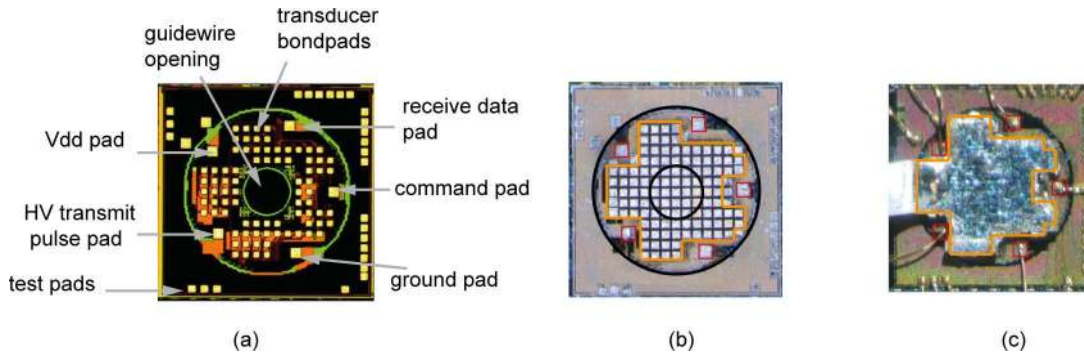 guidewire
opening
transducer
bondpads
Vdd pad
receive data
pad
command pad
HV transmit
pulse pad
ground pad
test pads
(a)
(b)
(c)